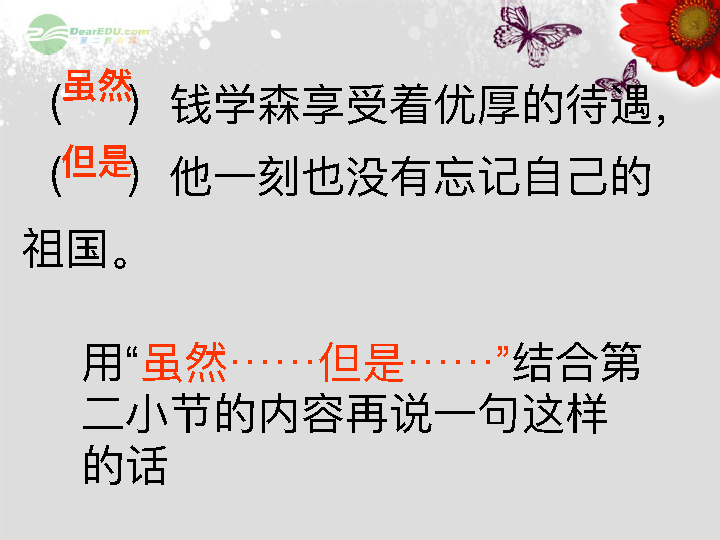 DearEDU.com
第二教育网
（虽然）钱学森享受着优厚的待遇，
（但是）他一刻也没有忘记自己的
祖国。
用“虽然……但是……”结合第
二小节的内容再说一句这样
的话